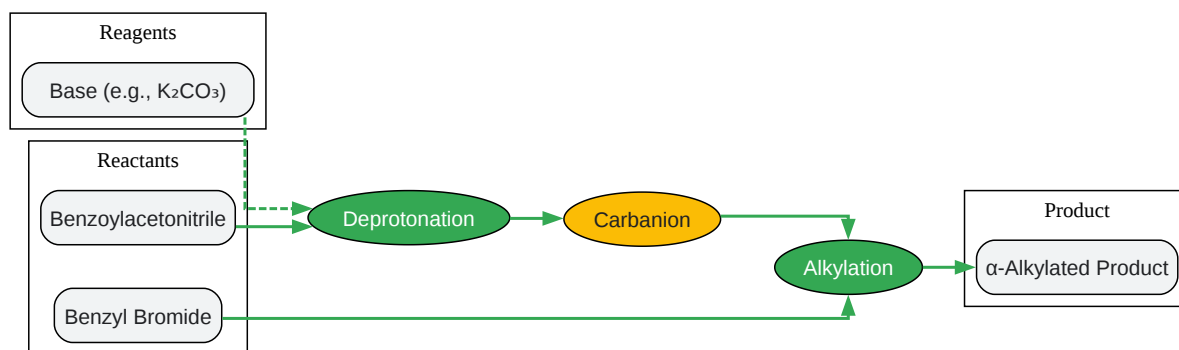 Reagents
Base (e.g., K₂CO₃)
Reactants
Benzoylacetonitrile
Deprotonation
Carbanion
Product
Alkylation
α-Alkylated Product
Benzyl Bromide